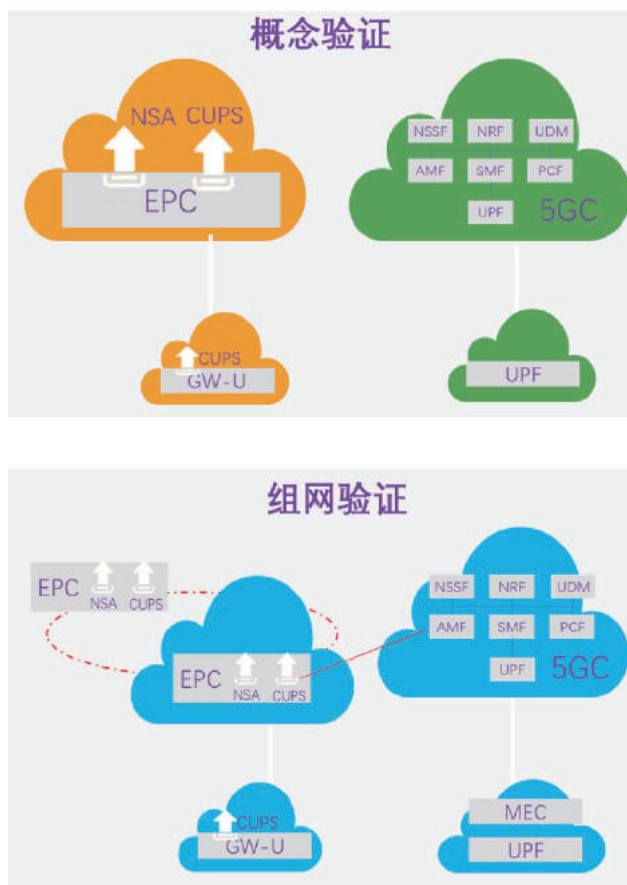 概念验证
NSA CUPS
EPC
CUPS
GW-U
NSSF NRF UDM
AMF SMF PCF
UPF 5GC
UPF
组网验证
EPC
NSA CUPS
EPC
NSA CUPS
CUPS
GW-U
NSSF NRF UDM
AMF SMF PCF
UPF 5GC
MEC
UPF